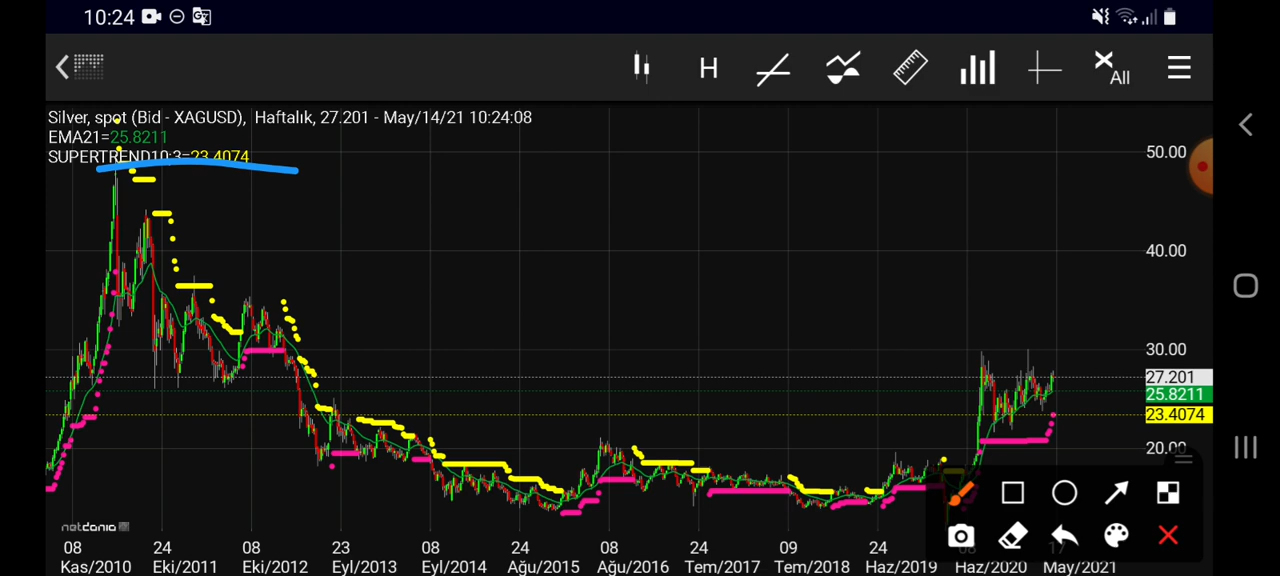 10:24
H
All
Silver, spot (Bid - XAGUSD), Haftalık, 27.201 - May/14/21 10:24:08
EMA21=25.8211
SUPERTREND10;3=23.4074
50.00
40.00
30.00
27.201
25.8211
23.4074
20.00
netdania
08 24 08 23 08 24 08 17 09 24 08 17
Kas/2010 Eki/2011 Eki/2012 Eyl/2013 Eyl/2014 Ağu/2015 Ağu/2016 Tem/2017 Tem/2018 Haz/2019 Haz/2020 May/2021